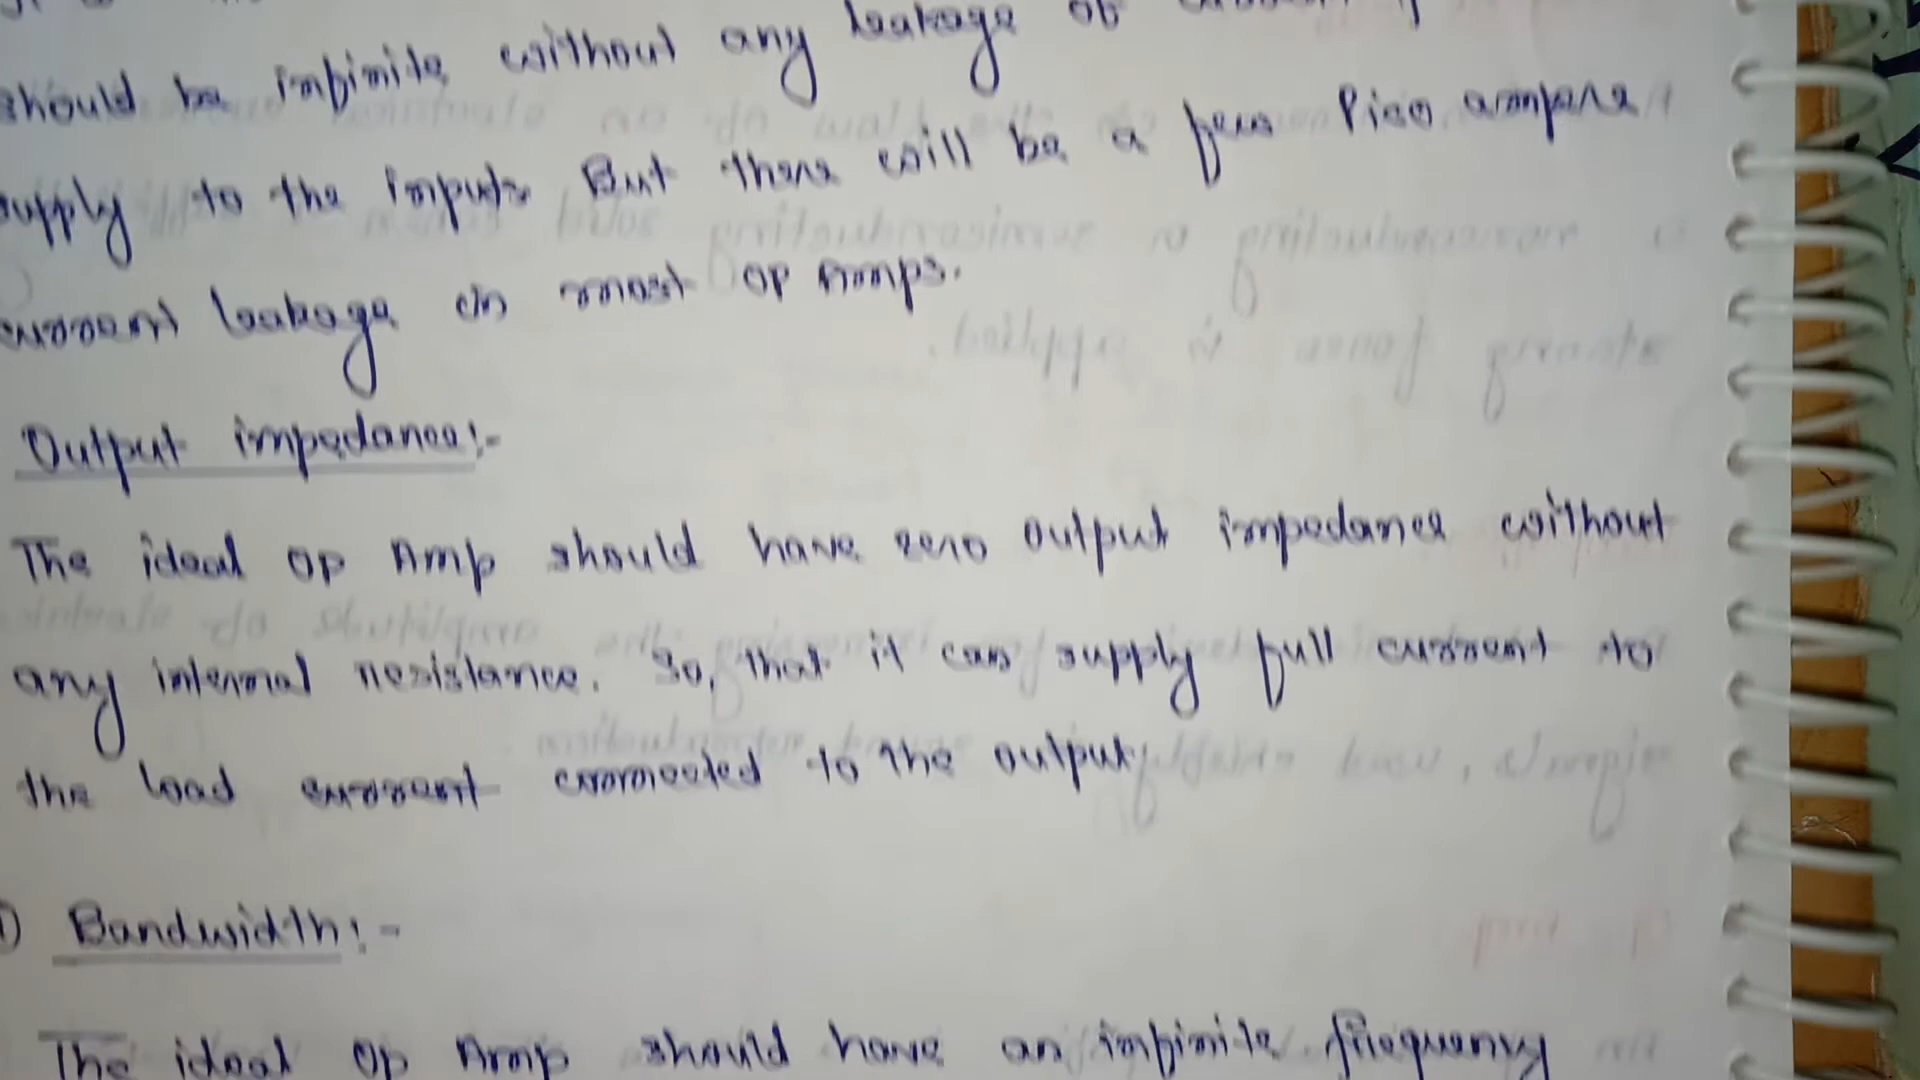 should be infinite without any leakage of
supply to the inputs. But there will be a few Pico ampere
current leakage in most op Amps.
Output impedance:-
The ideal op Amp should have zero output impedance without
any internal resistance. So, that it can supply full current to
the load current connected to the output.
Bandwidth:-
The ideal Op Amp should have an infinite frequency